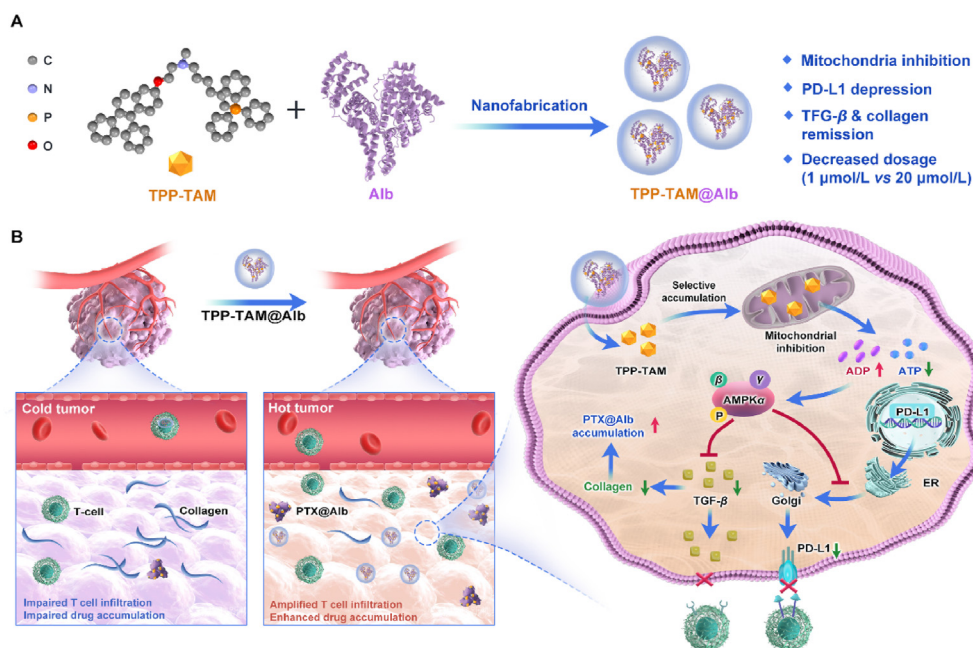 A
C
N
P
O
TPP-TAM
+
Alb
Nanofabrication
TPP-TAM@Alb
Mitochondria inhibition
PD-L1 depression
TFG-β & collagen
remission
Decreased dosage
(1 μmol/L vs 20 μmol/L)
B
TPP-TAM@Alb
Cold tumor
T-cell
Collagen
Impaired T cell infiltration
Impaired drug accumulation
Hot tumor
PTX@Alb
Amplified T cell infiltration
Enhanced drug accumulation
TPP-TAM
Selective
accumulation
Mitochondrial
inhibition
ADP
ATP
β
γ
AMPKα
P
PD-L1
ER
PTX@Alb
accumulation
Collagen
TGF-β
Golgi
PD-L1